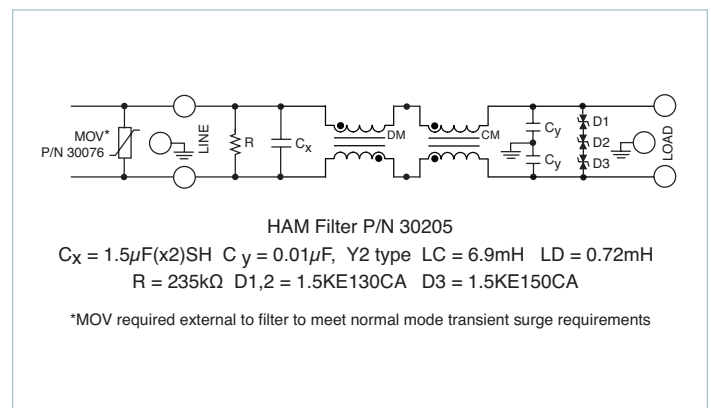 MOV*
P/N 30076
LINE
R
Cx
DM
CM
Cy
Cy
D1
D2
D3
LOAD
HAM Filter P/N 30205
Cx = 1.5µF(x2)SH C y = 0.01µF, Y2 type LC = 6.9mH LD = 0.72mH
R = 235kΩ D1,2 = 1.5KE130CA D3 = 1.5KE150CA
*MOV required external to filter to meet normal mode transient surge requirements